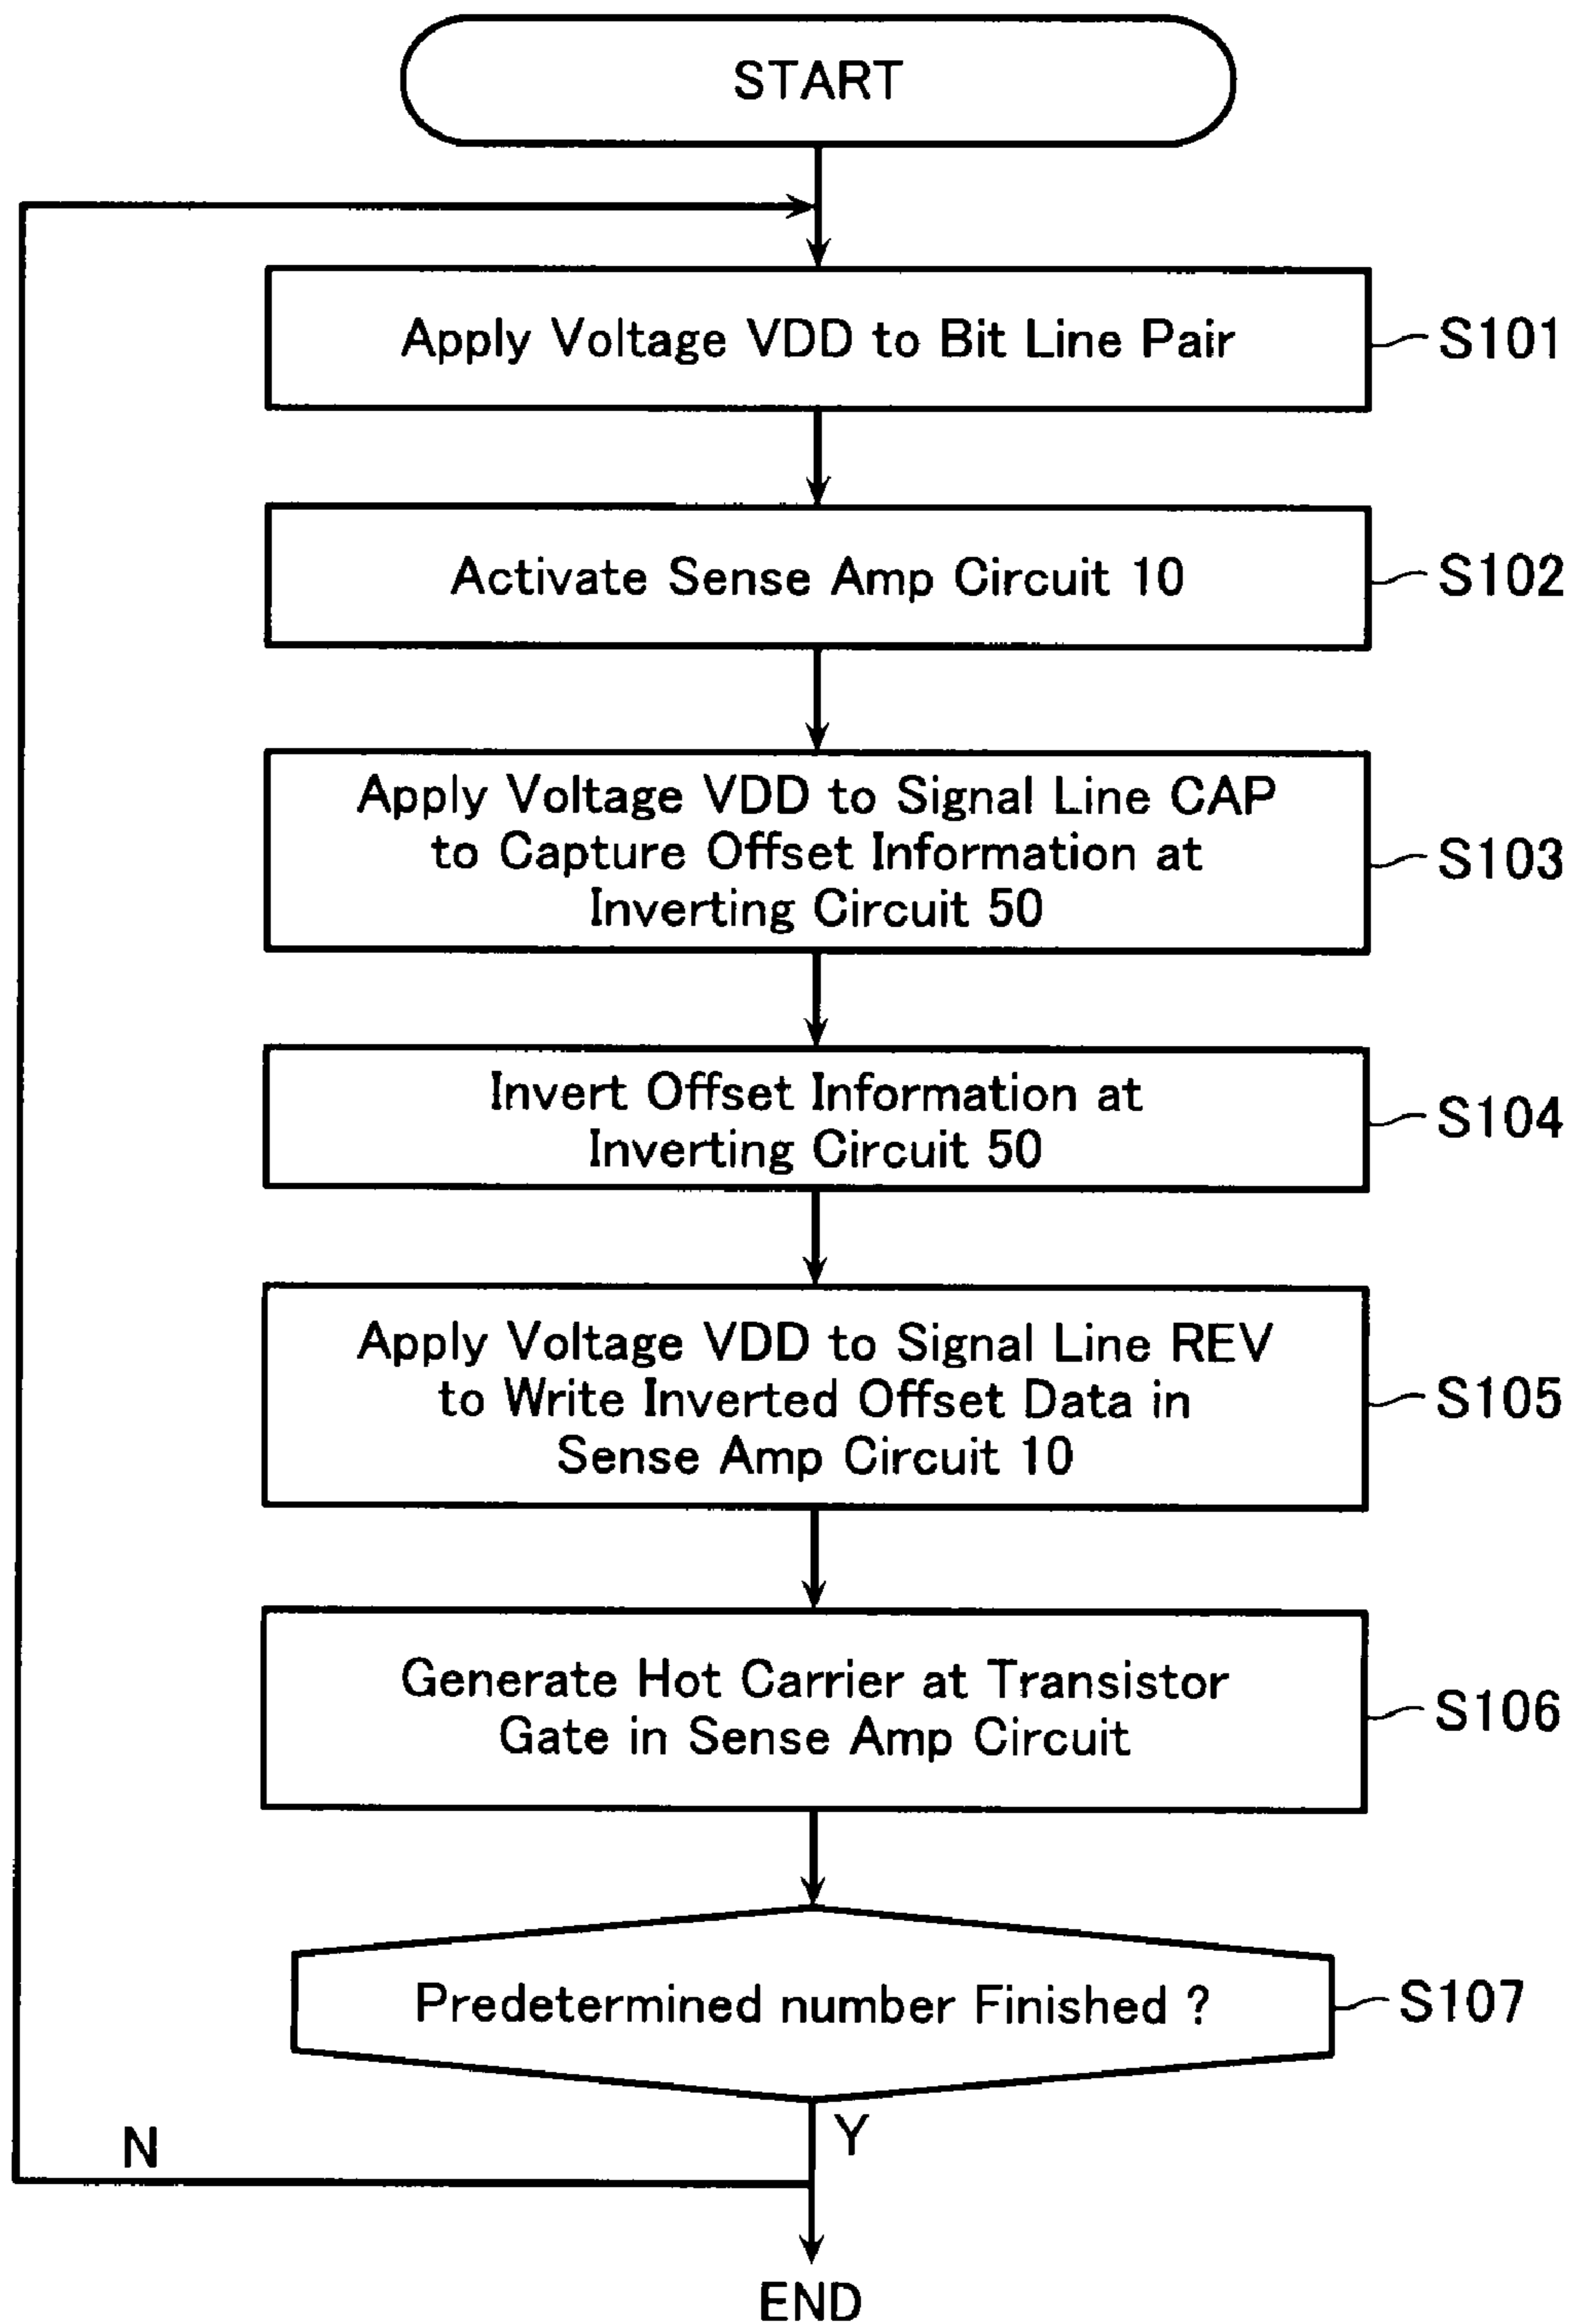 START
Apply Voltage VDD to Bit Line Pair
S101
Activate Sense Amp Circuit 10
S102
Apply Voltage VDD to Signal Line CAP
to Capture Offset Information at
Inverting Circuit 50
S103
Invert Offset Information at
Inverting Circuit 50
S104
Apply Voltage VDD to Signal Line REV
to Write Inverted Offset Data in
Sense Amp Circuit 10
S105
Generate Hot Carrier at Transistor
Gate in Sense Amp Circuit
S106
Predetermined number Finished ?
S107
N
Y
END